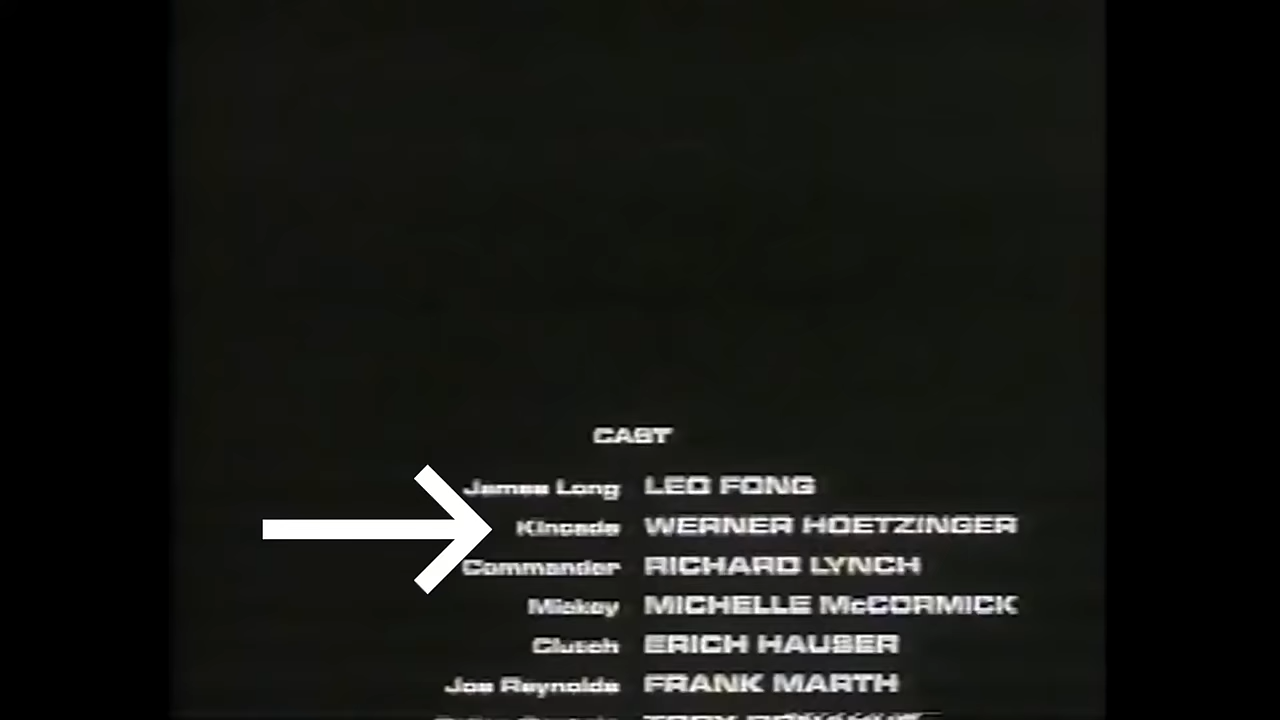 CAST
James Long LEO FONG
Kincade WERNER HOETZINGER
Commander RICHARD LYNCH
Mickey MICHELLE McCORMICK
Clutch ERICH HAUSER
Joe Reynolds FRANK MARTH